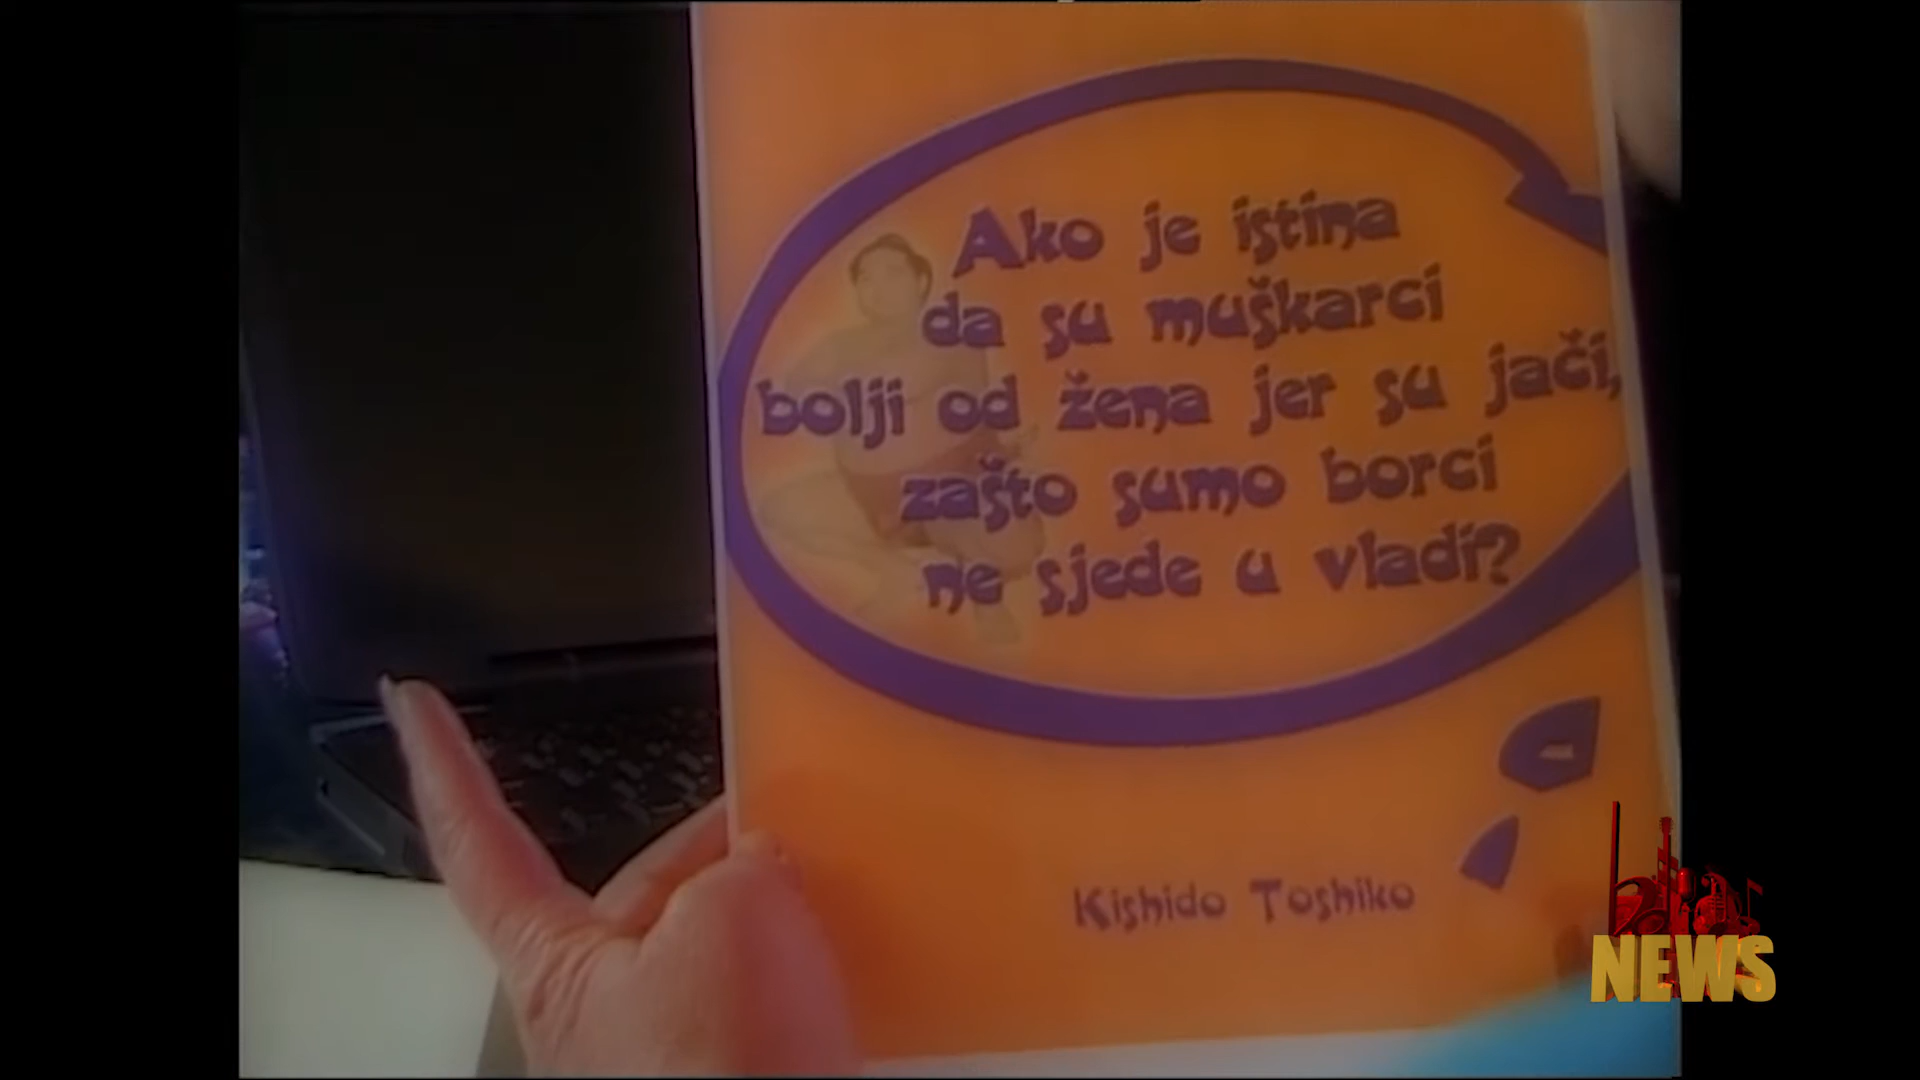 Ako je istina
da su muškarci
bolji od žena jer su jači,
zašto sumo borci
ne sjede u vladi?
Kishido Toshiko
NEWS